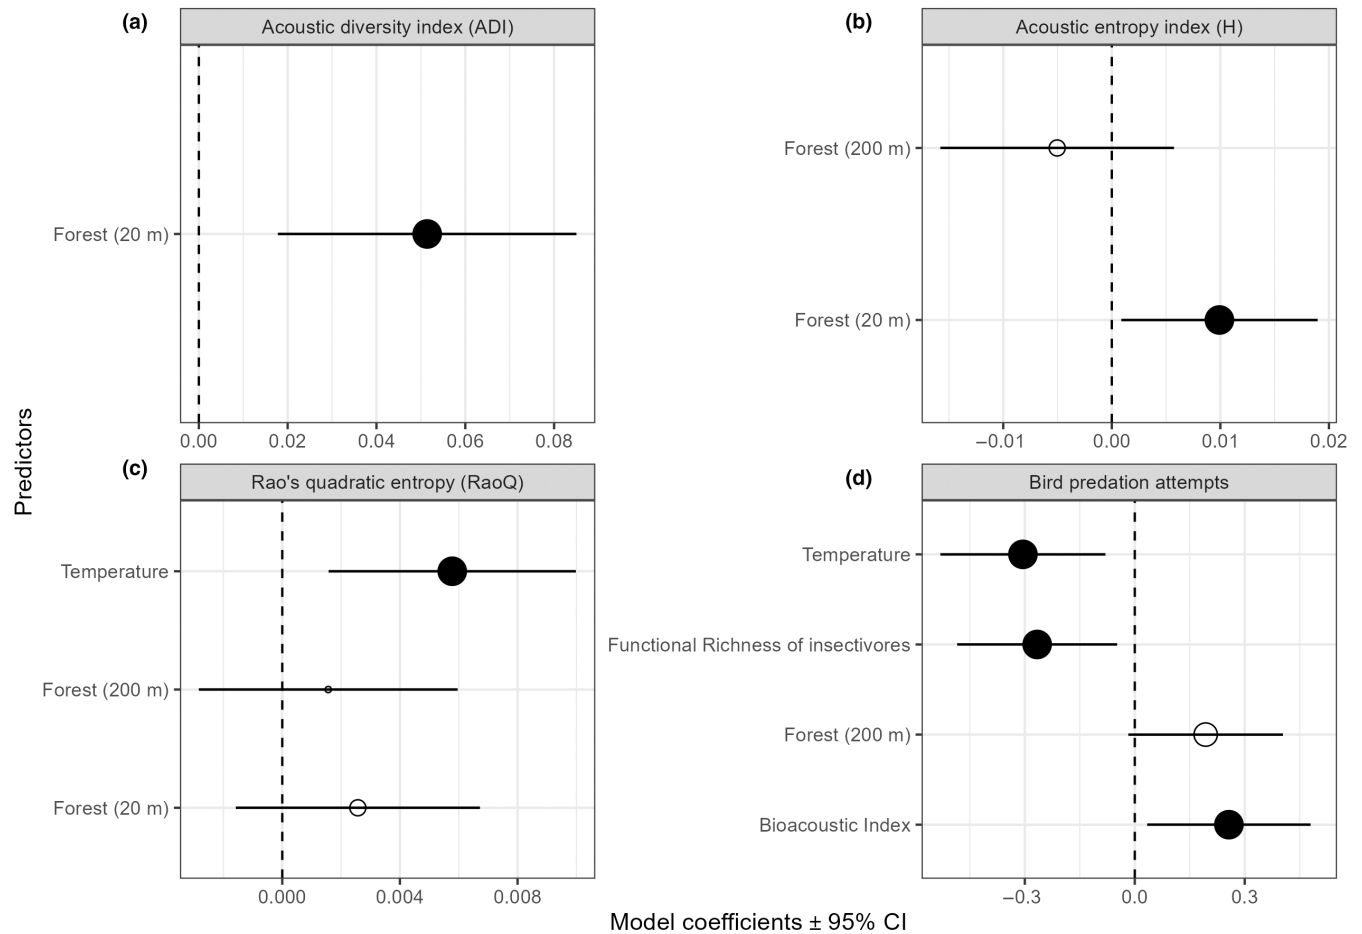 (a)
Acoustic diversity index (ADI)
Forest (20 m)
0.00 0.02 0.04 0.06 0.08
(b)
Acoustic entropy index (H)
Forest (200 m)
Forest (20 m)
−0.01 0.00 0.01 0.02
Predictors
(c)
Rao's quadratic entropy (RaoQ)
Temperature
Forest (200 m)
Forest (20 m)
0.000 0.004 0.008
(d)
Bird predation attempts
Temperature
Functional Richness of insectivores
Forest (200 m)
Bioacoustic Index
−0.3 0.0 0.3
Model coefficients ± 95% CI